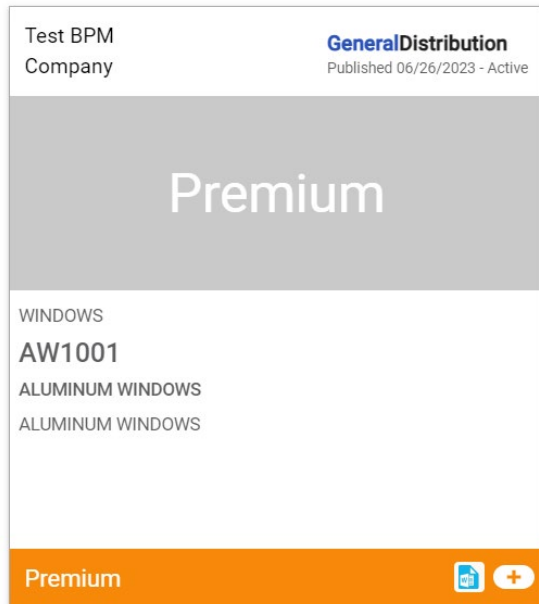 Test BPM
Company
GeneralDistribution
Published 06/26/2023 - Active
Premium
WINDOWS
AW1001
ALUMINUM WINDOWS
ALUMINUM WINDOWS
Premium